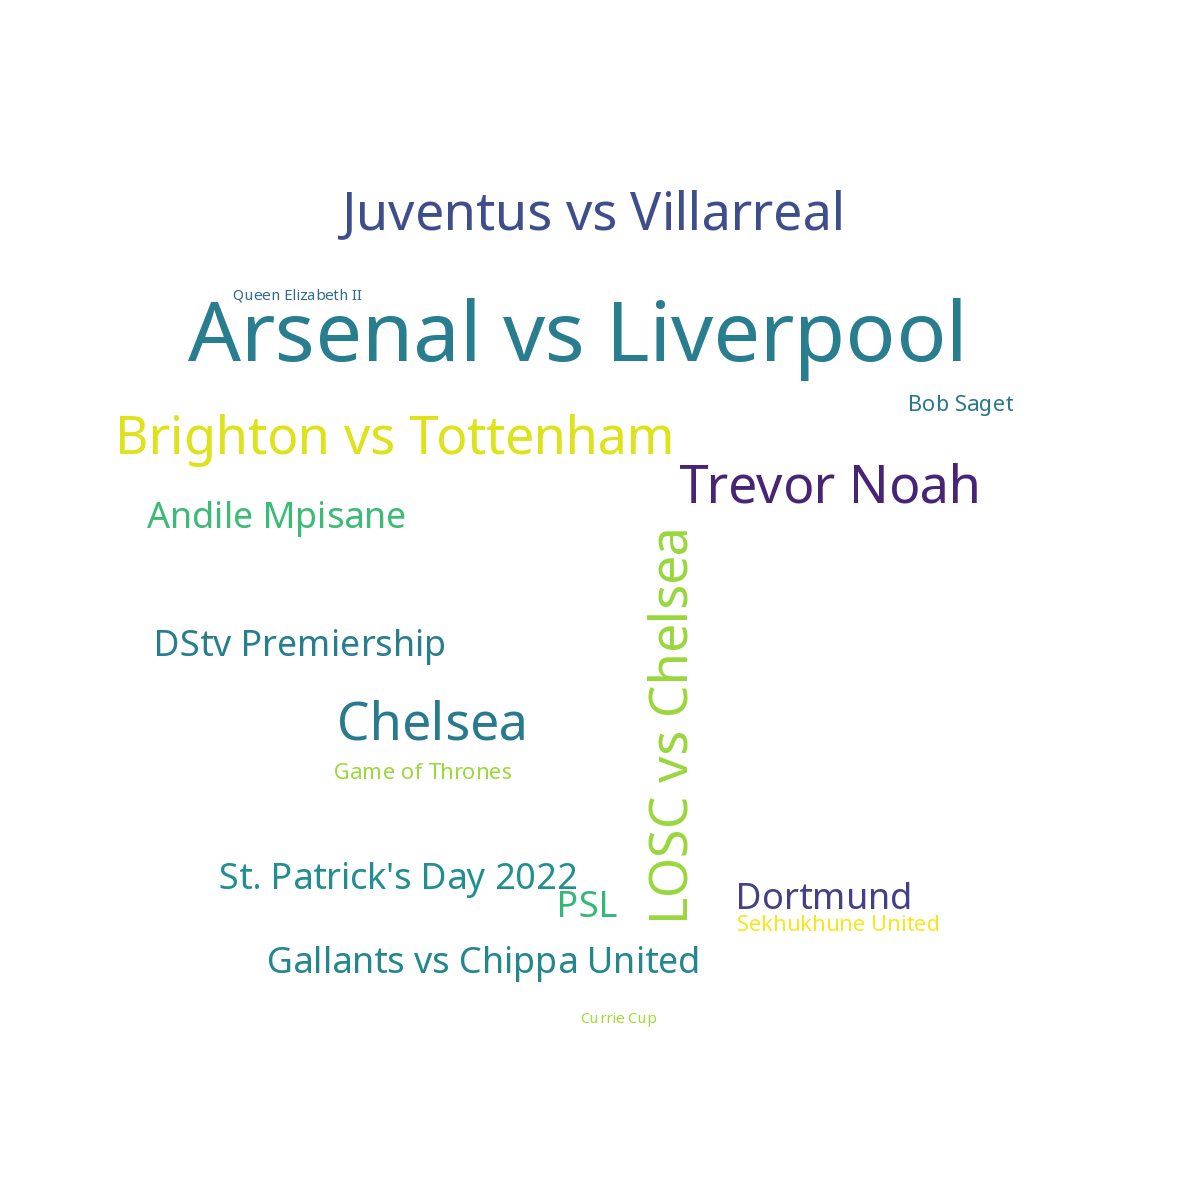 Juventus vs Villarreal
Queen Elizabeth II
Arsenal vs Liverpool
Bob Saget
Brighton vs Tottenham
Trevor Noah
Andile Mpisane
LOSC vs Chelsea
DStv Premiership
Chelsea
Game of Thrones
St. Patrick's Day 2022
PSL
Dortmund
Sekhukhune United
Gallants vs Chippa United
Currie Cup